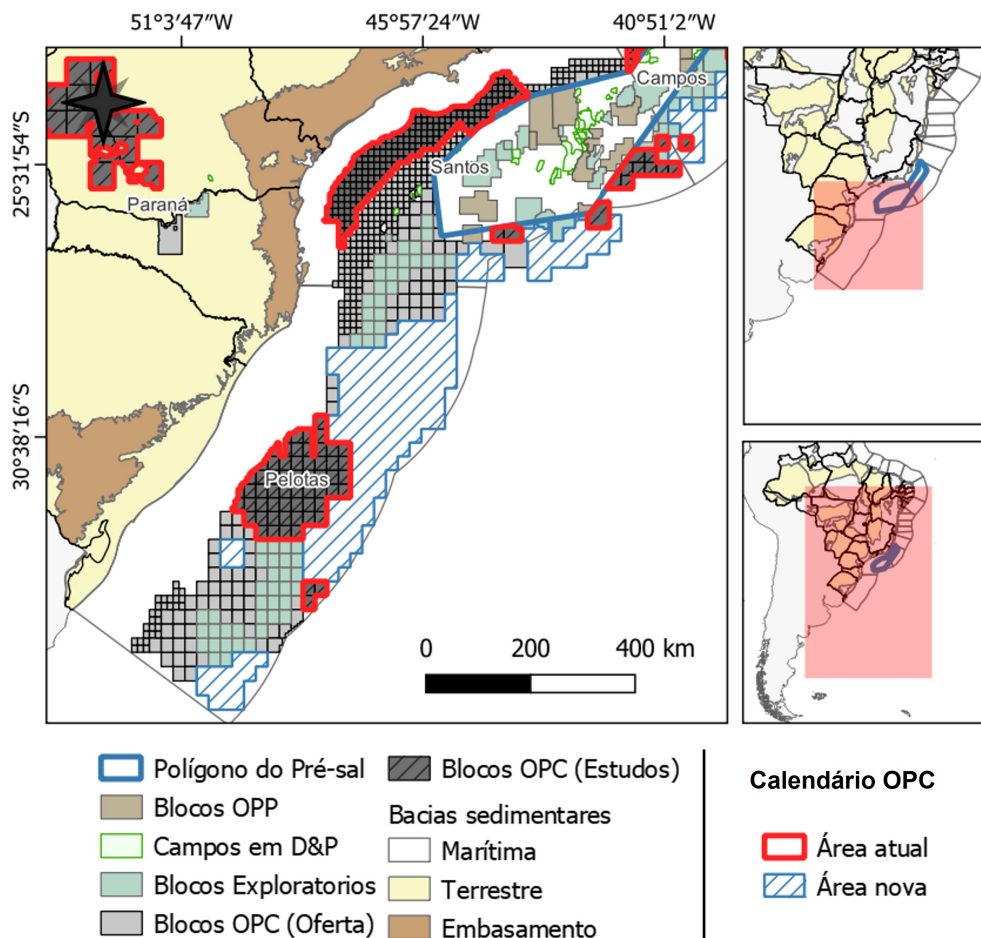 51°3'47"W 45°57'24"W 40°51'2"W
25°31'54"S
30°38'16"S
Campos
Santos
Paraná
Pelotas
0 200 400 km
Polígono do Pré-sal
Blocos OPP
Campos em D&P
Blocos Exploratorios
Blocos OPC (Oferta)
Blocos OPC (Estudos)
Bacias sedimentares
Marítima
Terrestre
Embasamento
Calendário OPC
Área atual
Área nova